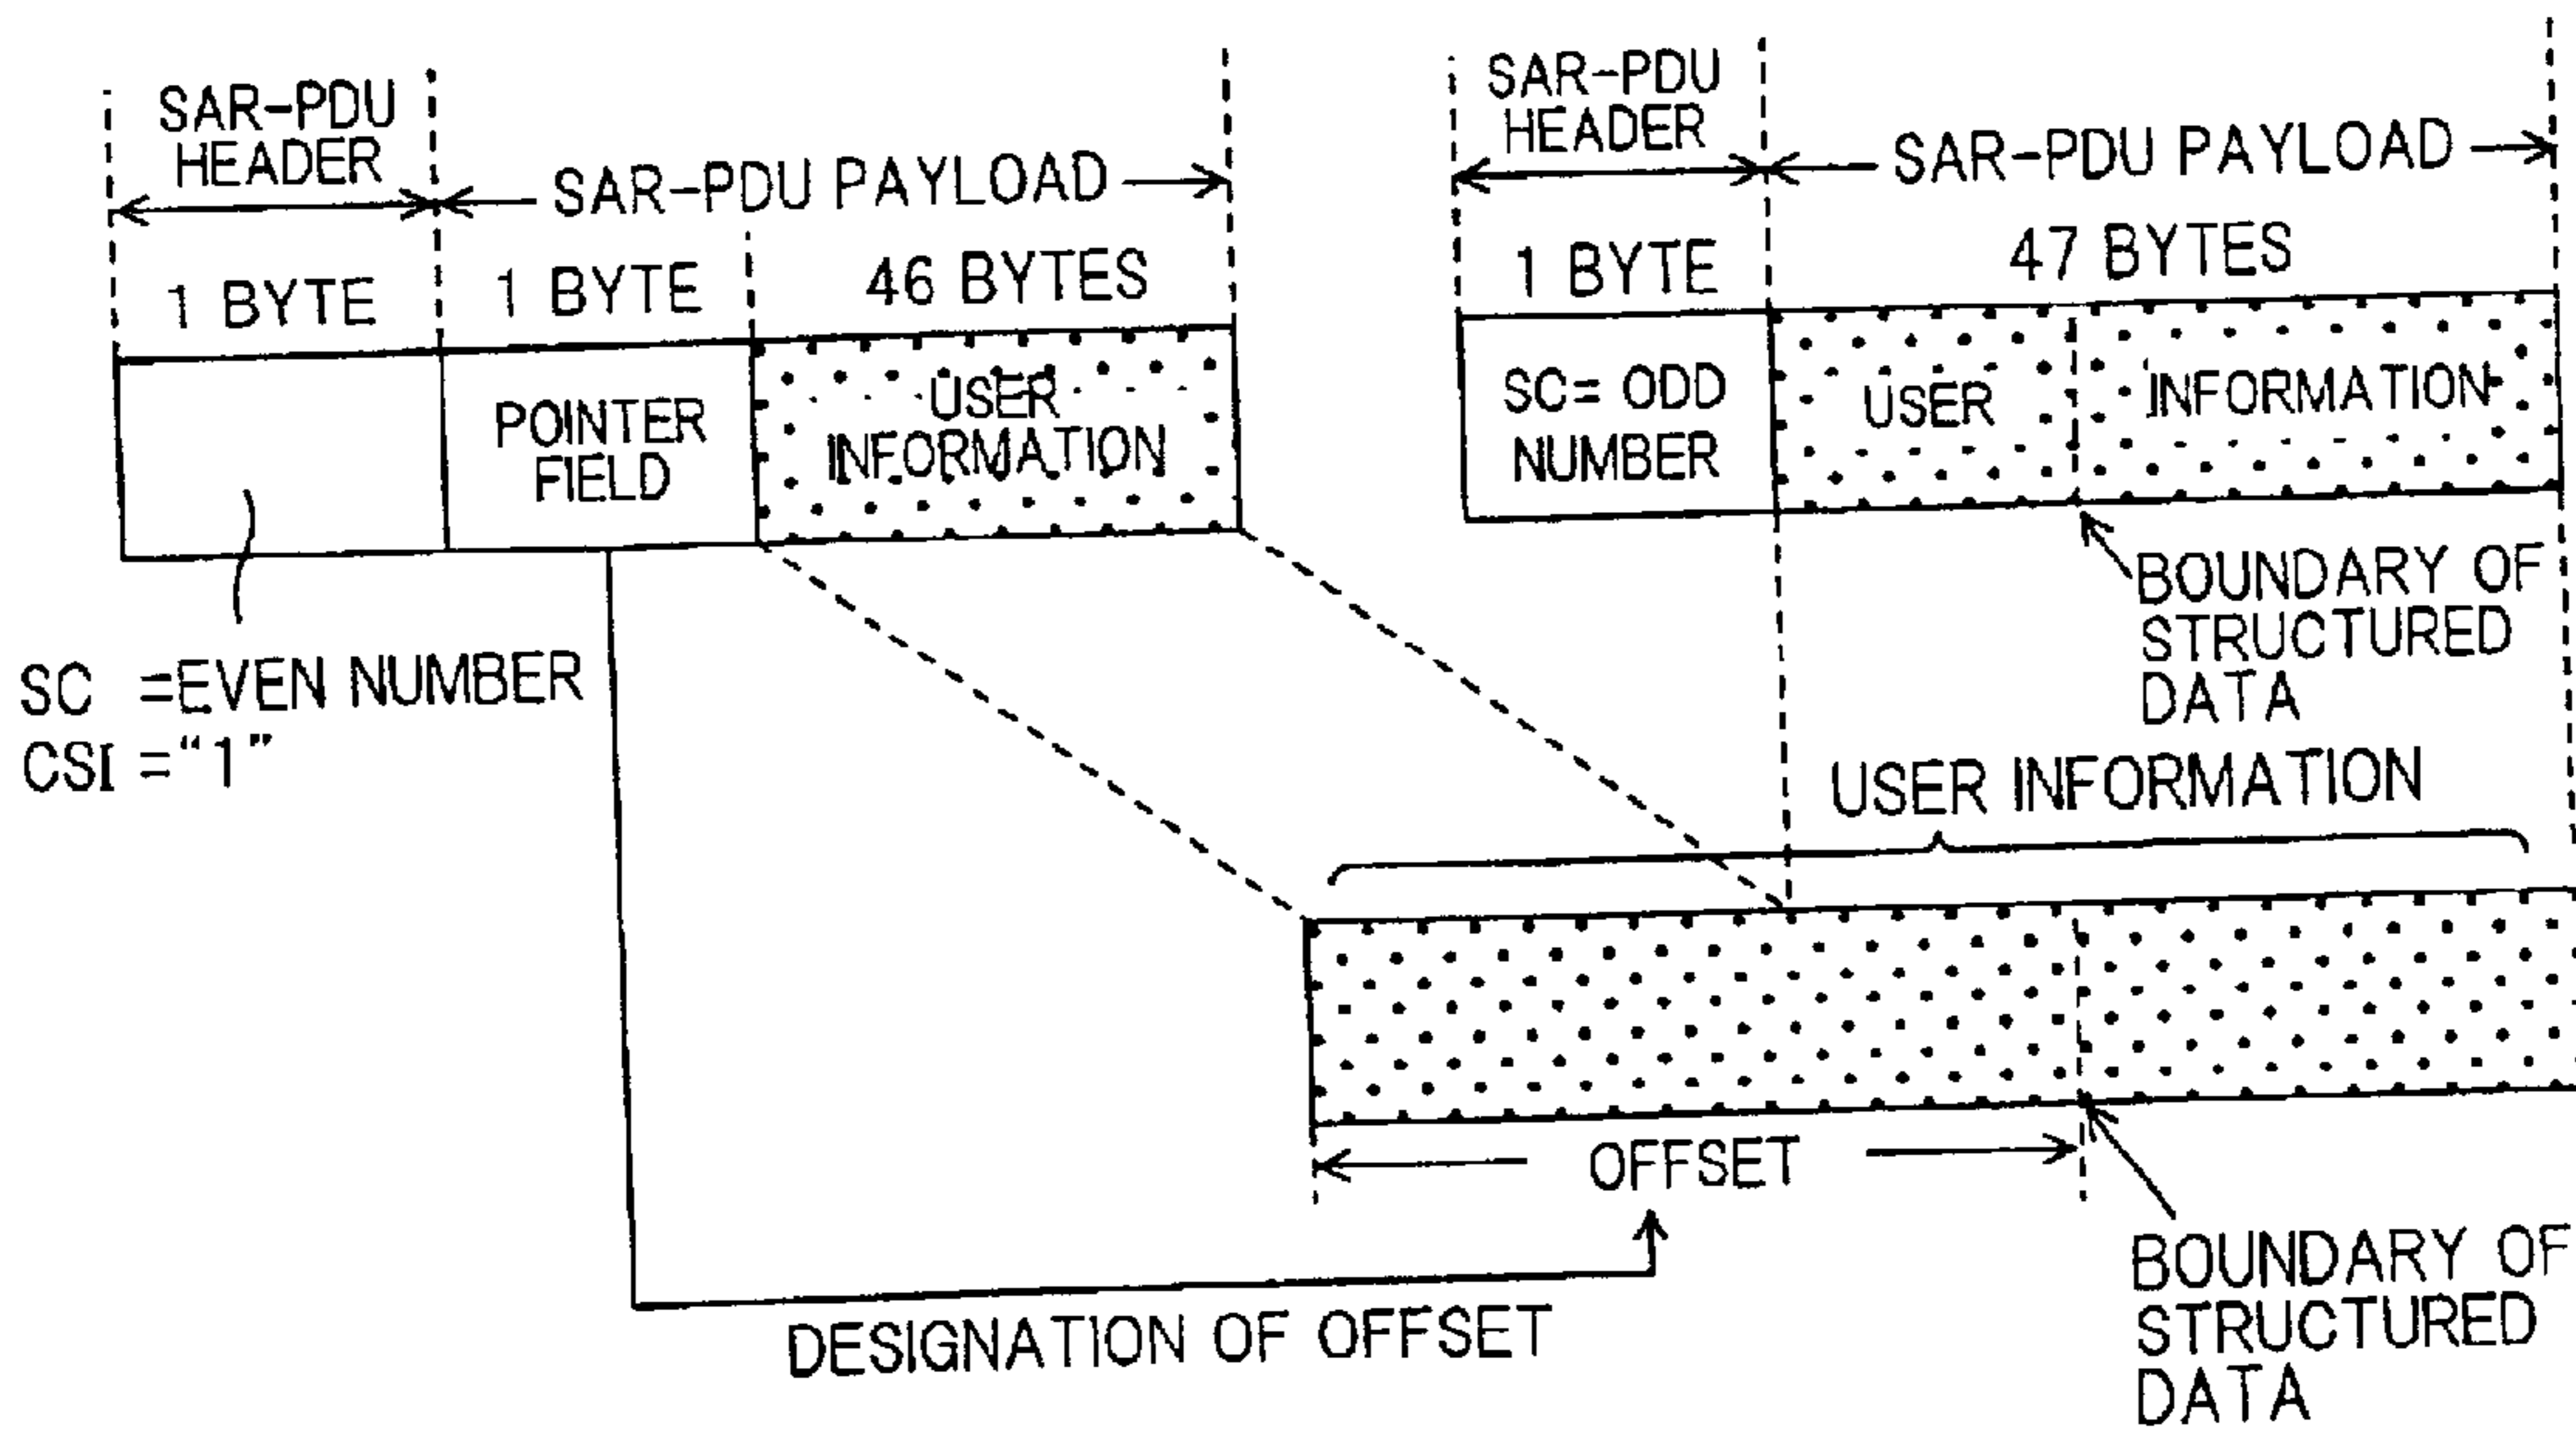 SAR-PDU
HEADER
SAR-PDU PAYLOAD
1 BYTE
1 BYTE
46 BYTES
POINTER
FIELD
USER
INFORMATION
SC =EVEN NUMBER
CSI ="1"
SAR-PDU
HEADER
SAR-PDU PAYLOAD
1 BYTE
47 BYTES
SC= ODD
NUMBER
USER INFORMATION
BOUNDARY OF
STRUCTURED
DATA
USER INFORMATION
OFFSET
DESIGNATION OF OFFSET
BOUNDARY OF
STRUCTURED
DATA